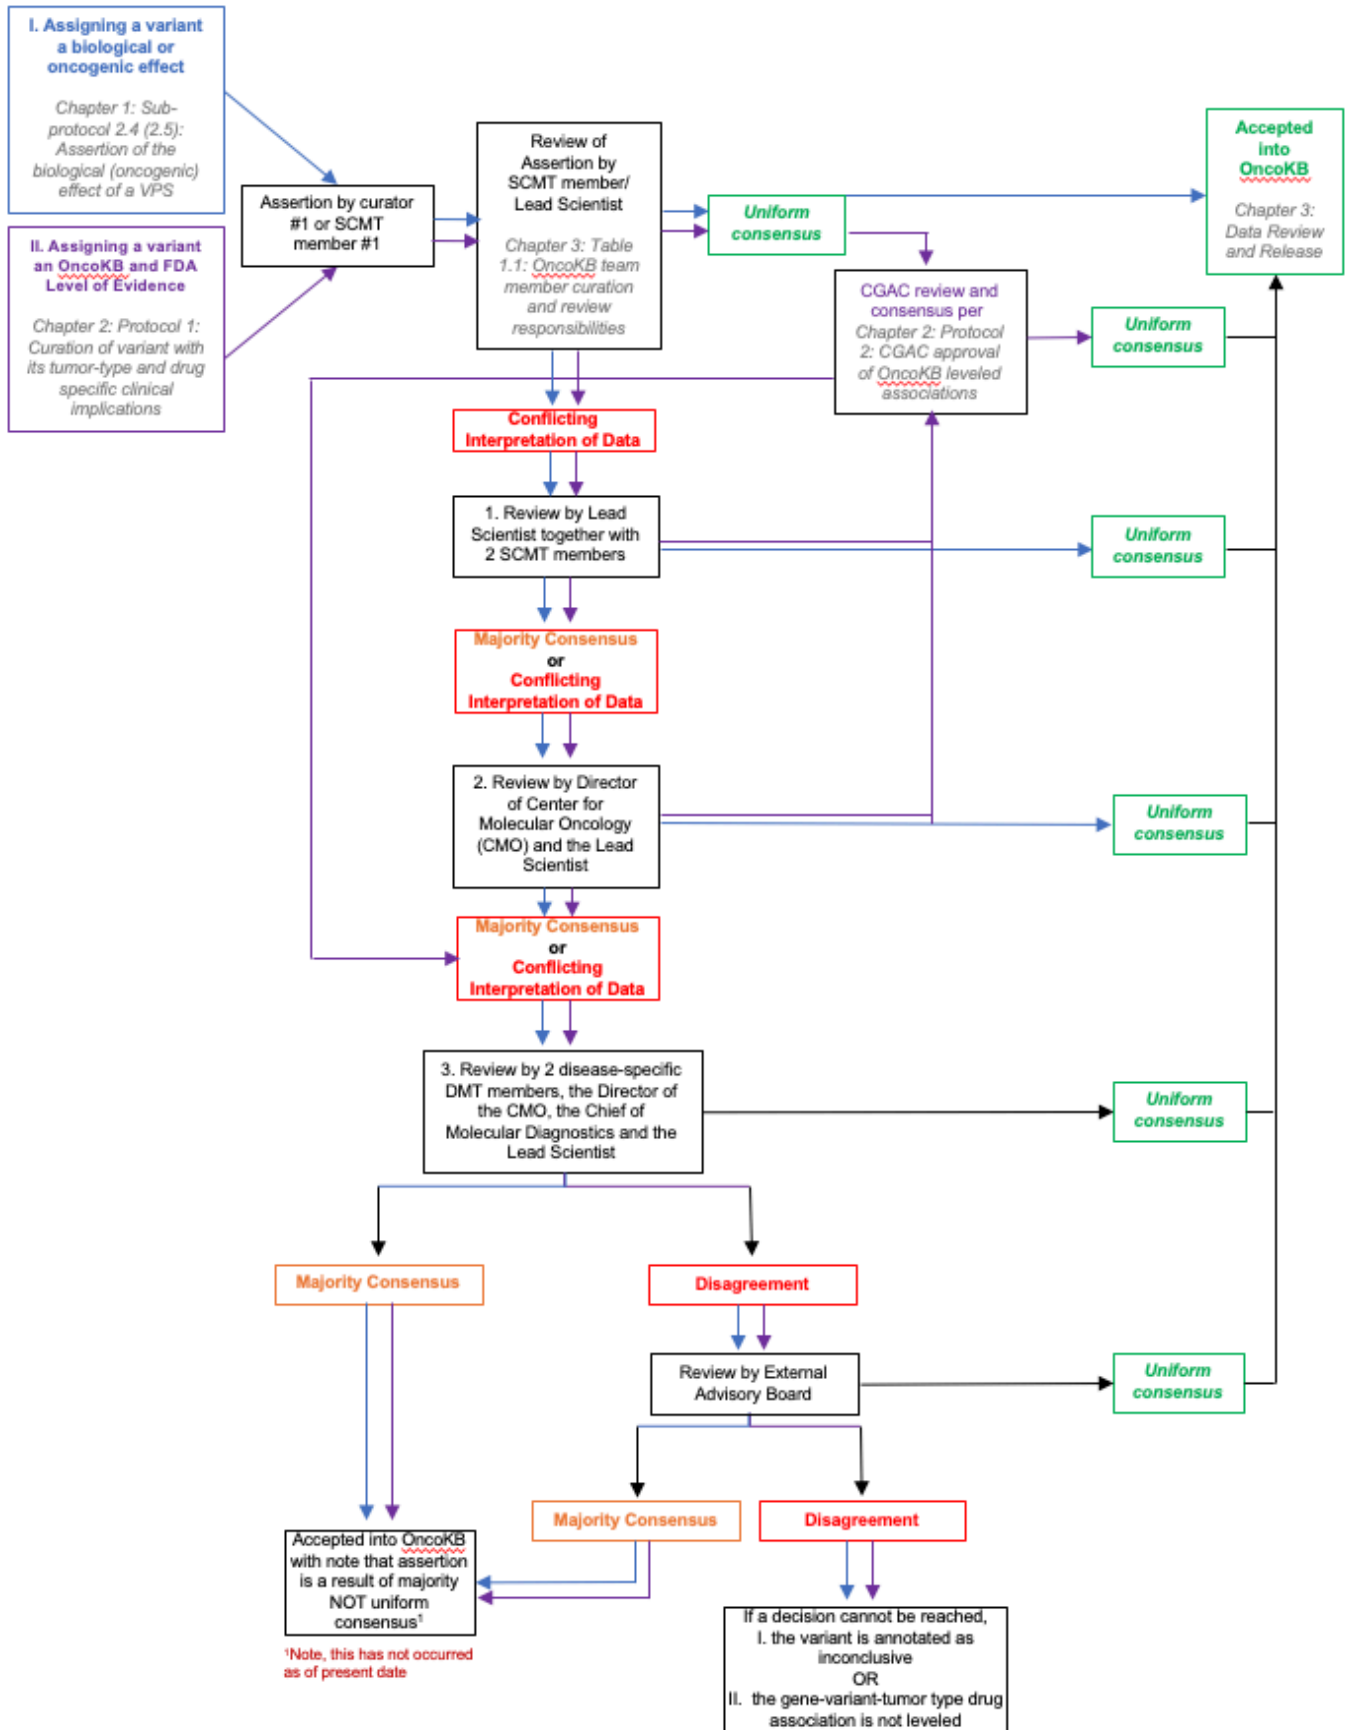 I. Assigning a variant
a biological or
oncogenic effect
Chapter 1: Sub-
protocol 2.4 (2.5):
Assertion of the
biological (oncogenic)
effect of a VPS
II. Assigning a variant
an OncoKB and FDA
Level of Evidence
Chapter 2: Protocol 1:
Curation of variant with
its tumor-type and drug
specific clinical
implications
Assertion by curator
#1 or SCMT
member #1
Review of
Assertion by
SCMT member/
Lead Scientist
Chapter 3: Table
1.1: OncoKB team
member curation
and review
responsibilities
Uniform
consensus
Accepted
into
OncoKB
Chapter 3:
Data Review
and Release
CGAC review and
consensus per
Chapter 2: Protocol
2: CGAC approval
of OncoKB leveled
associations
Uniform
consensus
Conflicting
Interpretation of Data
1. Review by Lead
Scientist together with
2 SCMT members
Uniform
consensus
Majority Consensus
or
Conflicting
Interpretation of Data
2. Review by Director
of Center for
Molecular Oncology
(CMO) and the Lead
Scientist
Uniform
consensus
Majority Consensus
or
Conflicting
Interpretation of Data
3. Review by 2 disease-specific
DMT members, the Director of
the CMO, the Chief of
Molecular Diagnostics and the
Lead Scientist
Uniform
consensus
Majority Consensus
Disagreement
Review by External
Advisory Board
Uniform
consensus
Majority Consensus
Disagreement
Accepted into OncoKB
with note that assertion
is a result of majority
NOT uniform
consensus¹
¹Note, this has not occurred
as of present date
If a decision cannot be reached,
I. the variant is annotated as
inconclusive
OR
II. the gene-variant-tumor type drug
association is not leveled